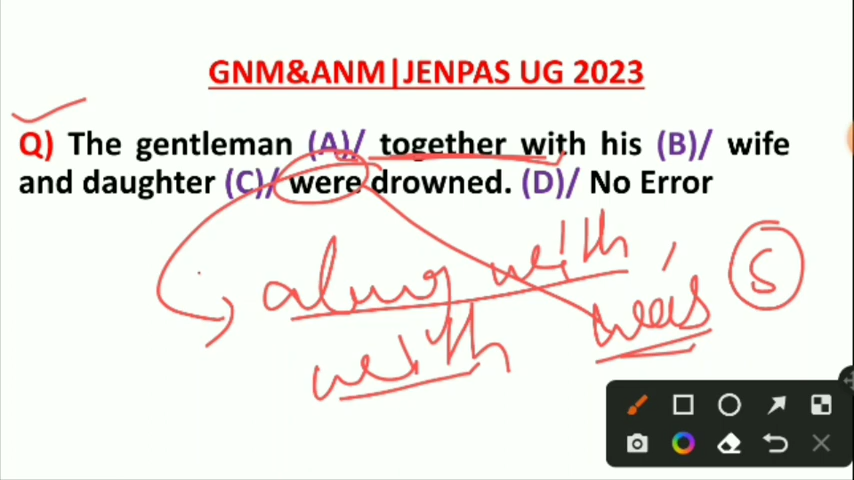 GNM&ANM|JENPAS UG 2023
Q) The gentleman (A)/ together with his (B)/ wife
and daughter (C)/ were drowned. (D)/ No Error
along with, S
with was